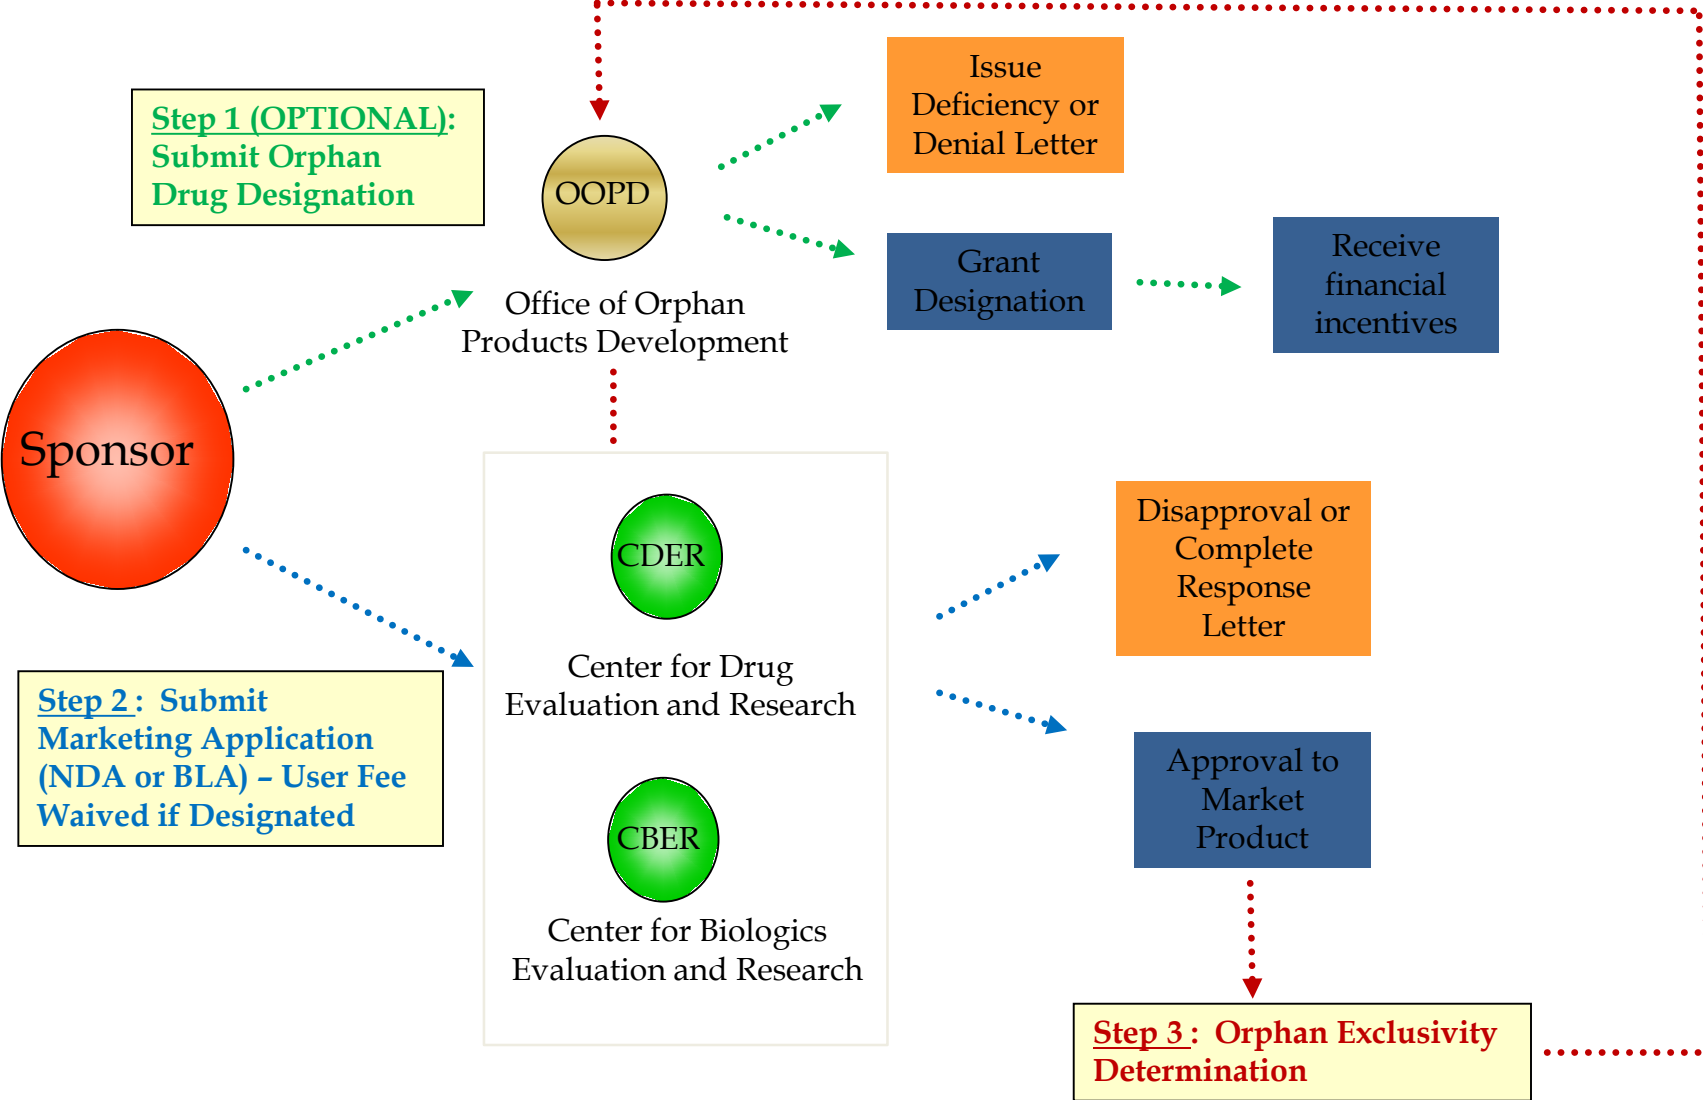 Step 1 (OPTIONAL):
Submit Orphan
Drug Designation
OOPD
Office of Orphan
Products Development
Issue
Deficiency or
Denial Letter
Grant
Designation
Receive
financial
incentives
Sponsor
Step 2 : Submit
Marketing Application
(NDA or BLA) – User Fee
Waived if Designated
CDER
Center for Drug
Evaluation and Research
CBER
Center for Biologics
Evaluation and Research
Disapproval or
Complete
Response
Letter
Approval to
Market
Product
Step 3 : Orphan Exclusivity
Determination